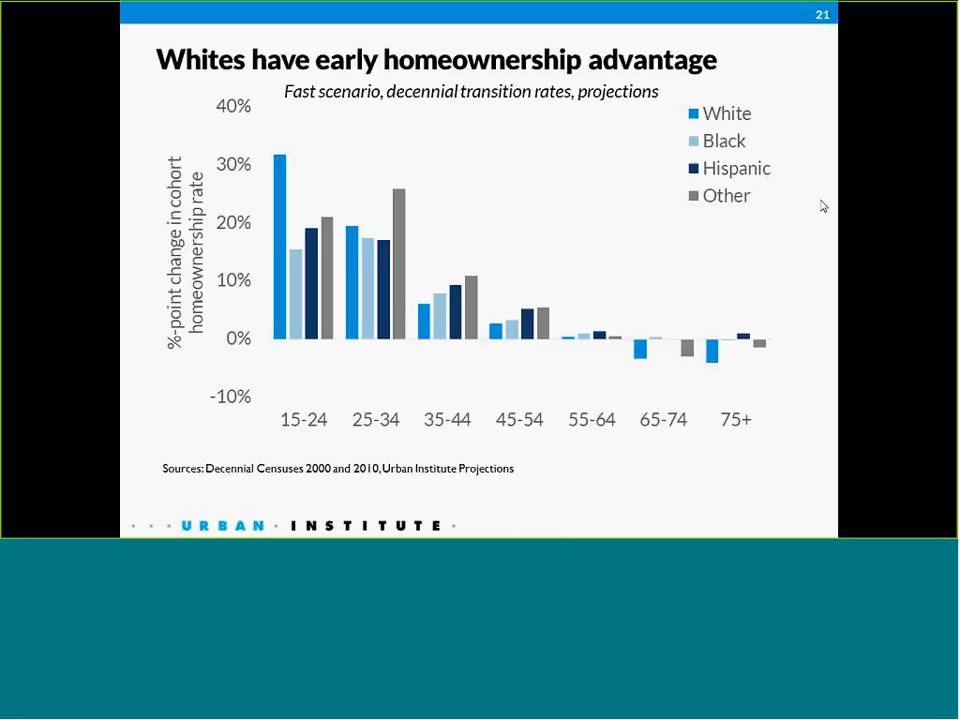 21
Whites have early homeownership advantage
Fast scenario, decennial transition rates, projections
%-point change in cohort
homeownership rate
40%
30%
20%
10%
0%
-10%
White
Black
Hispanic
Other
15-24 25-34 35-44 45-54 55-64 65-74 75+
Sources: Decennial Censuses 2000 and 2010, Urban Institute Projections
URBAN INSTITUTE